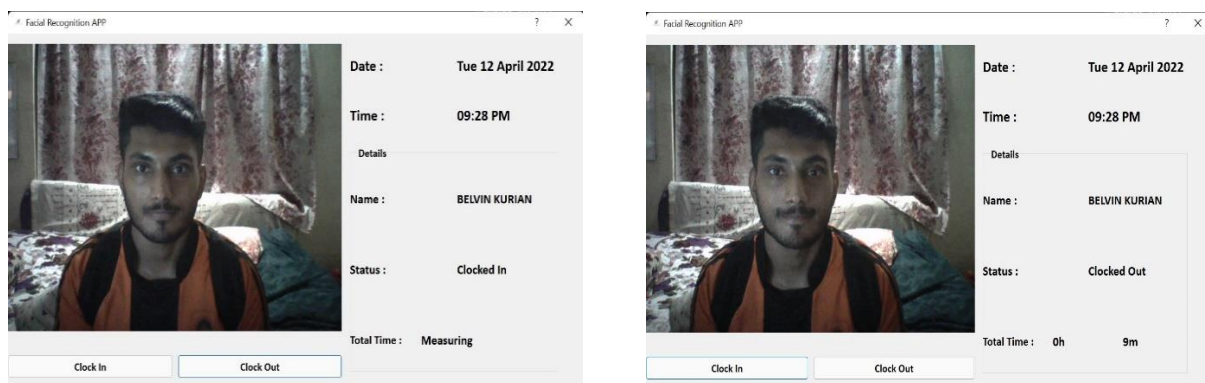 Facial Recognition APP ? X
Date : Tue 12 April 2022
Time : 09:28 PM
Details
Name : BELVIN KURIAN
Status : Clocked In
Total Time : Measuring
Clock In Clock Out
Facial Recognition APP ? X
Date : Tue 12 April 2022
Time : 09:28 PM
Details
Name : BELVIN KURIAN
Status : Clocked Out
Total Time : 0h 9m
Clock In Clock Out